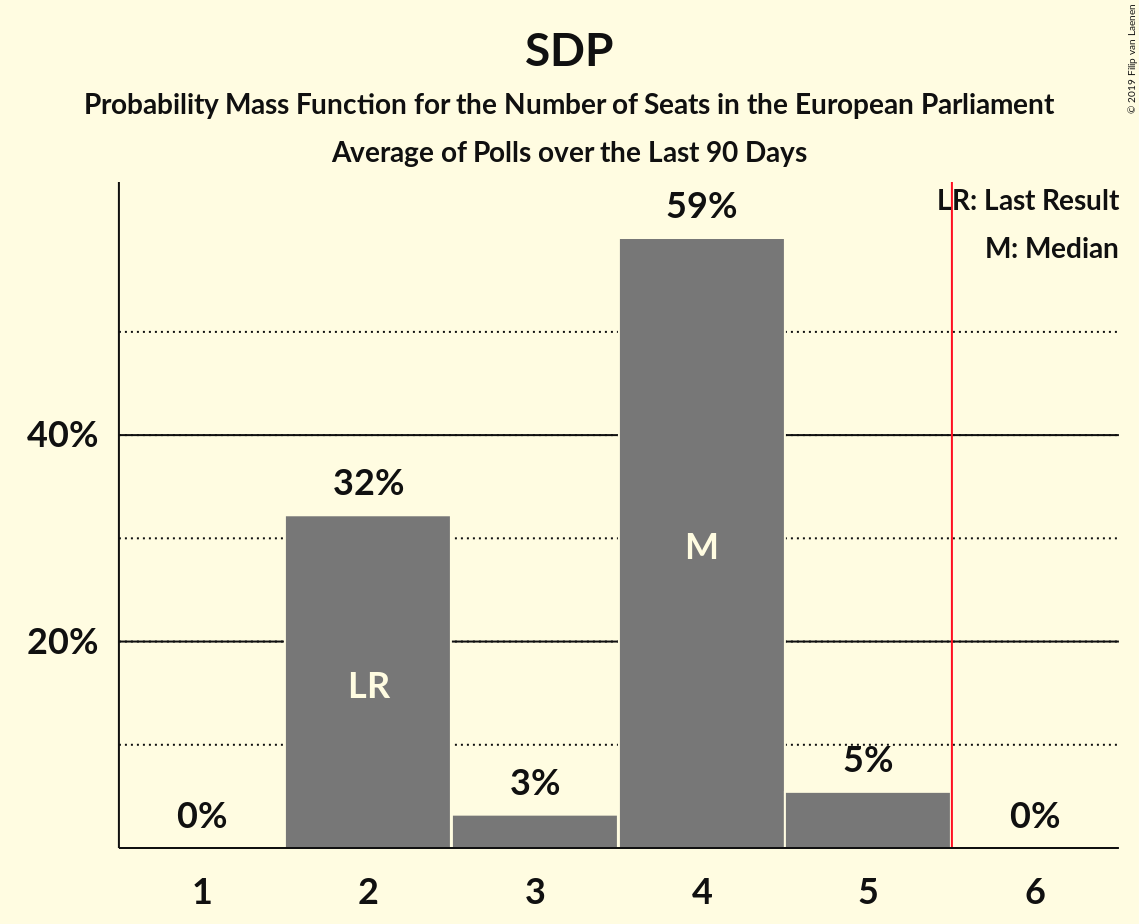 SDP
Probability Mass Function for the Number of Seats in the European Parliament
Average of Polls over the Last 90 Days
© 2019 Filip van Laenen
LR: Last Result
M: Median
59%
40%
32%
M
20%
LR
5%
3%
0%
0%
1 2 3 4 5 6